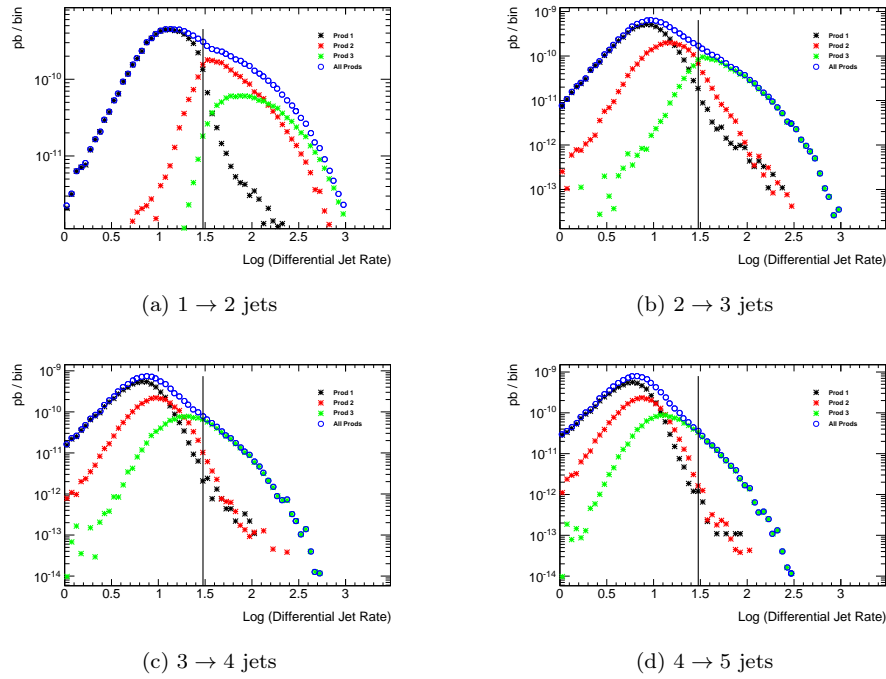 pb / bin
10⁻¹⁰
10⁻¹¹
0 0.5 1 1.5 2 2.5 3
Log (Differential Jet Rate)
Prod 1
Prod 2
Prod 3
All Prods
(a) 1 → 2 jets
pb / bin
10⁻⁹
10⁻¹⁰
10⁻¹¹
10⁻¹²
10⁻¹³
0 0.5 1 1.5 2 2.5 3
Log (Differential Jet Rate)
Prod 1
Prod 2
Prod 3
All Prods
(b) 2 → 3 jets
pb / bin
10⁻⁹
10⁻¹⁰
10⁻¹¹
10⁻¹²
10⁻¹³
10⁻¹⁴
0 0.5 1 1.5 2 2.5 3
Log (Differential Jet Rate)
Prod 1
Prod 2
Prod 3
All Prods
(c) 3 → 4 jets
pb / bin
10⁻⁹
10⁻¹⁰
10⁻¹¹
10⁻¹²
10⁻¹³
10⁻¹⁴
0 0.5 1 1.5 2 2.5 3
Log (Differential Jet Rate)
Prod 1
Prod 2
Prod 3
All Prods
(d) 4 → 5 jets